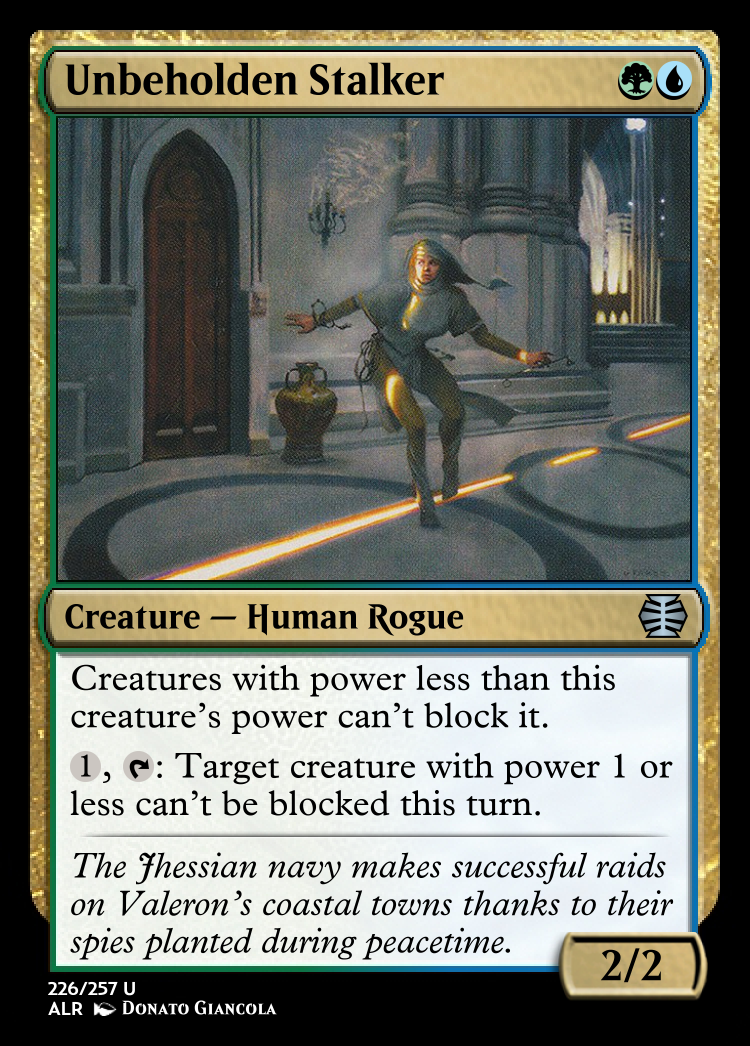 Unbeholden Stalker
Creature — Human Rogue
Creatures with power less than this
creature's power can't block it.
1, : Target creature with power 1 or
less can't be blocked this turn.
The Jhessian navy makes successful raids
on Valeron's coastal towns thanks to their
spies planted during peacetime.
2/2
226/257 U
ALR Donato Giancola